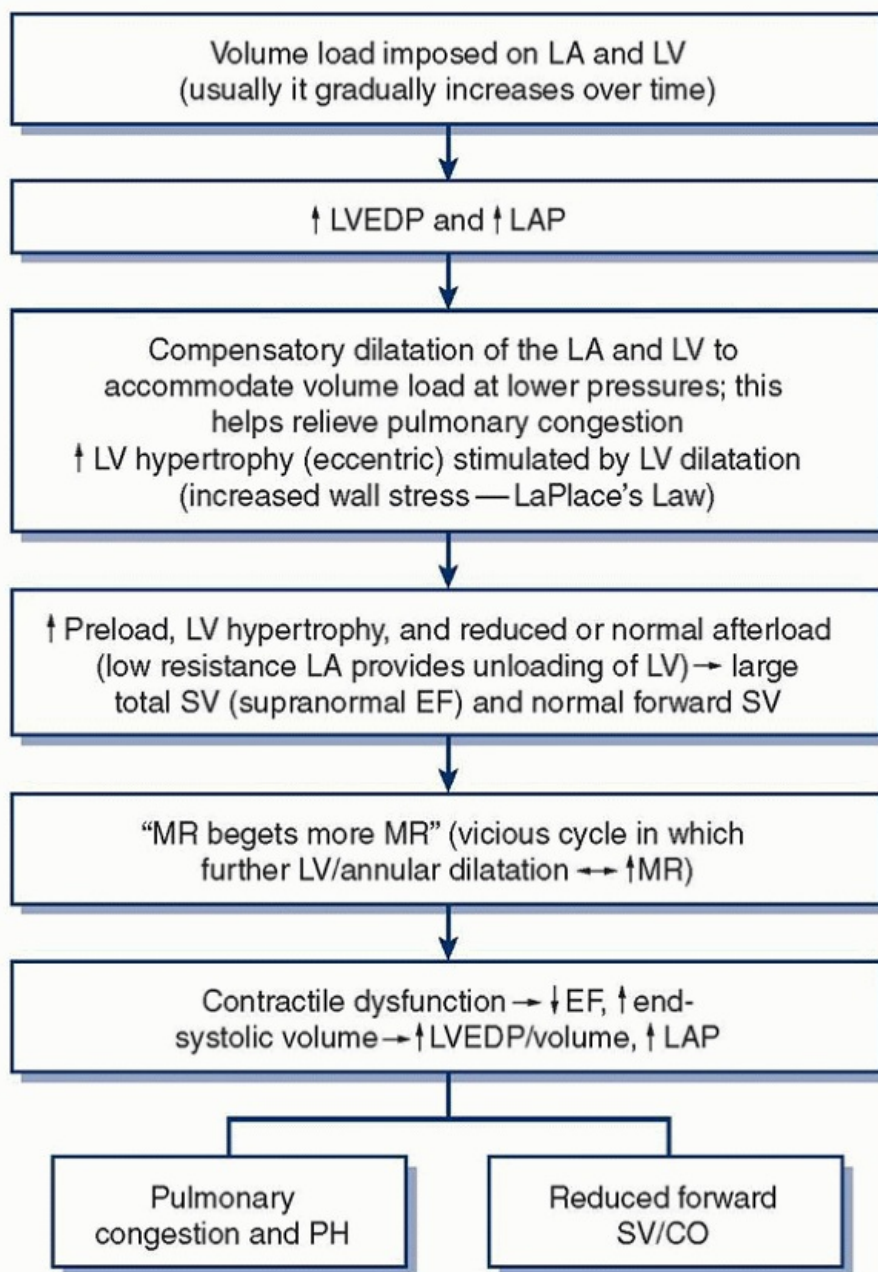 Volume load imposed on LA and LV
(usually it gradually increases over time)
↑ LVEDP and ↑ LAP
Compensatory dilatation of the LA and LV to
accommodate volume load at lower pressures; this
helps relieve pulmonary congestion
↑ LV hypertrophy (eccentric) stimulated by LV dilatation
(increased wall stress — LaPlace's Law)
↑ Preload, LV hypertrophy, and reduced or normal afterload
(low resistance LA provides unloading of LV) → large
total SV (supranormal EF) and normal forward SV
“MR begets more MR” (vicious cycle in which
further LV/annular dilatation ↔ ↑MR)
Contractile dysfunction → ↓EF, ↑ end-
systolic volume → ↑LVEDP/volume, ↑ LAP
Pulmonary
congestion and PH
Reduced forward
SV/CO